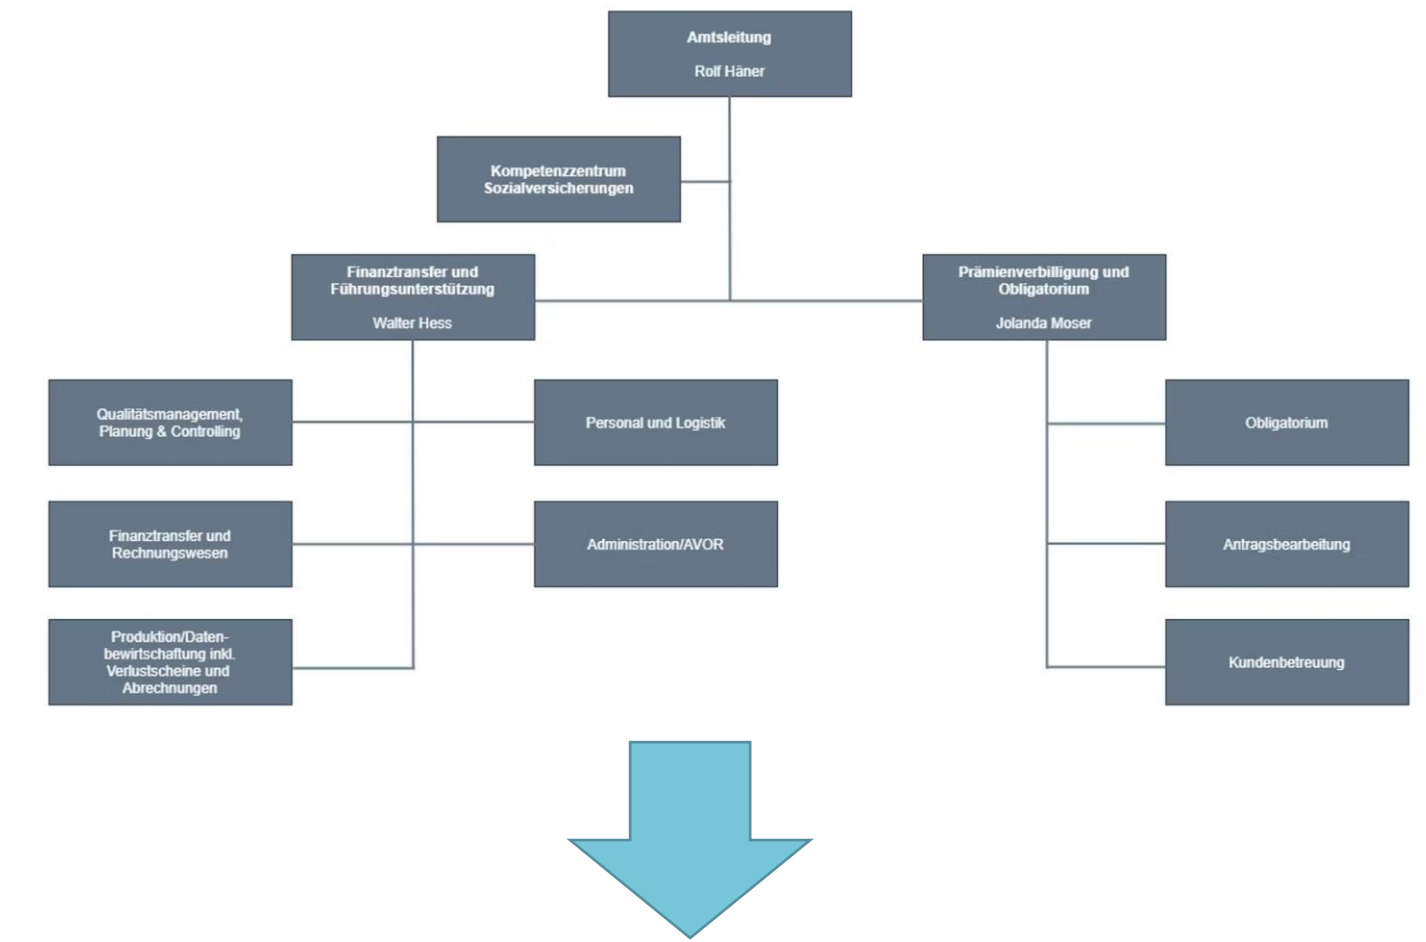 Amtsleitung
Rolf Häner
Kompetenzzentrum
Sozialversicherungen
Finanztransfer und
Führungsunterstützung
Walter Hess
Prämienverbilligung und
Obligatorium
Jolanda Moser
Qualitätsmanagement,
Planung & Controlling
Personal und Logistik
Obligatorium
Finanztransfer und
Rechnungswesen
Administration/AVOR
Antragsbearbeitung
Produktion/Daten-
bewirtschaftung inkl.
Verlustscheine und
Abrechnungen
Kundenbetreuung